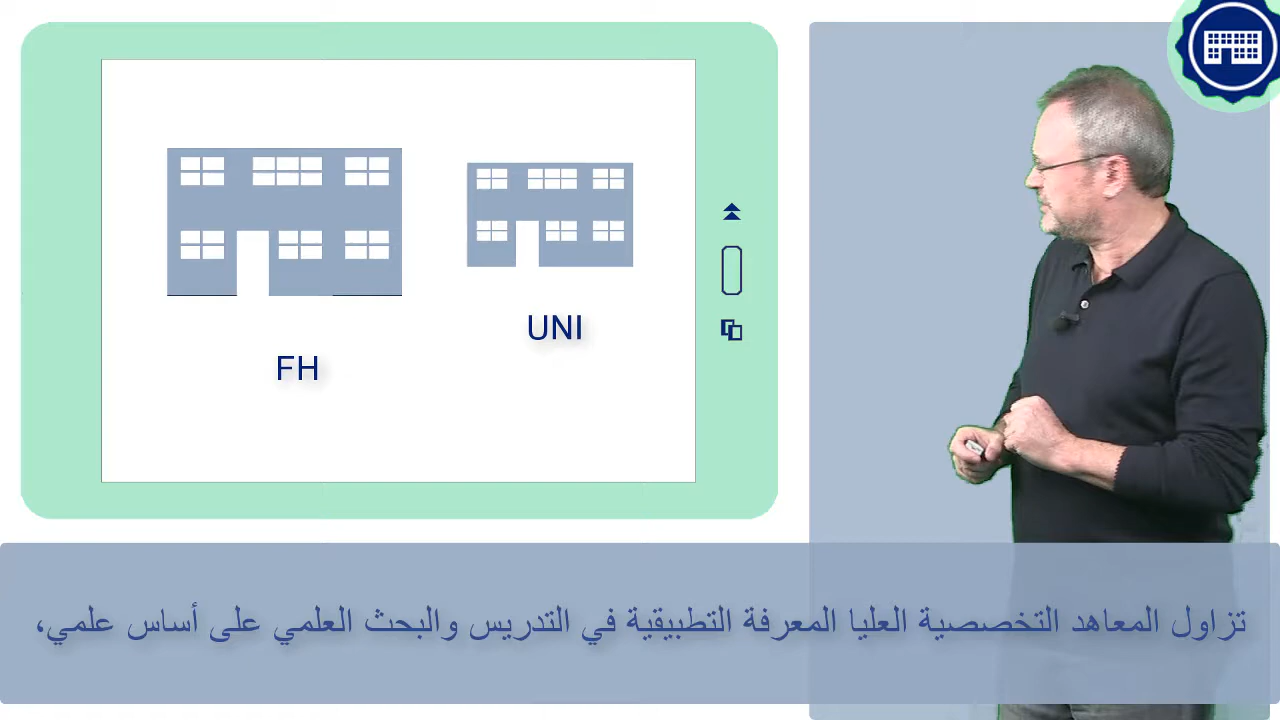 UNI
FH
تزاول المعاهد التخصصية العليا المعرفة التطبيقية في التدريس والبحث العلمي على أساس علمي،